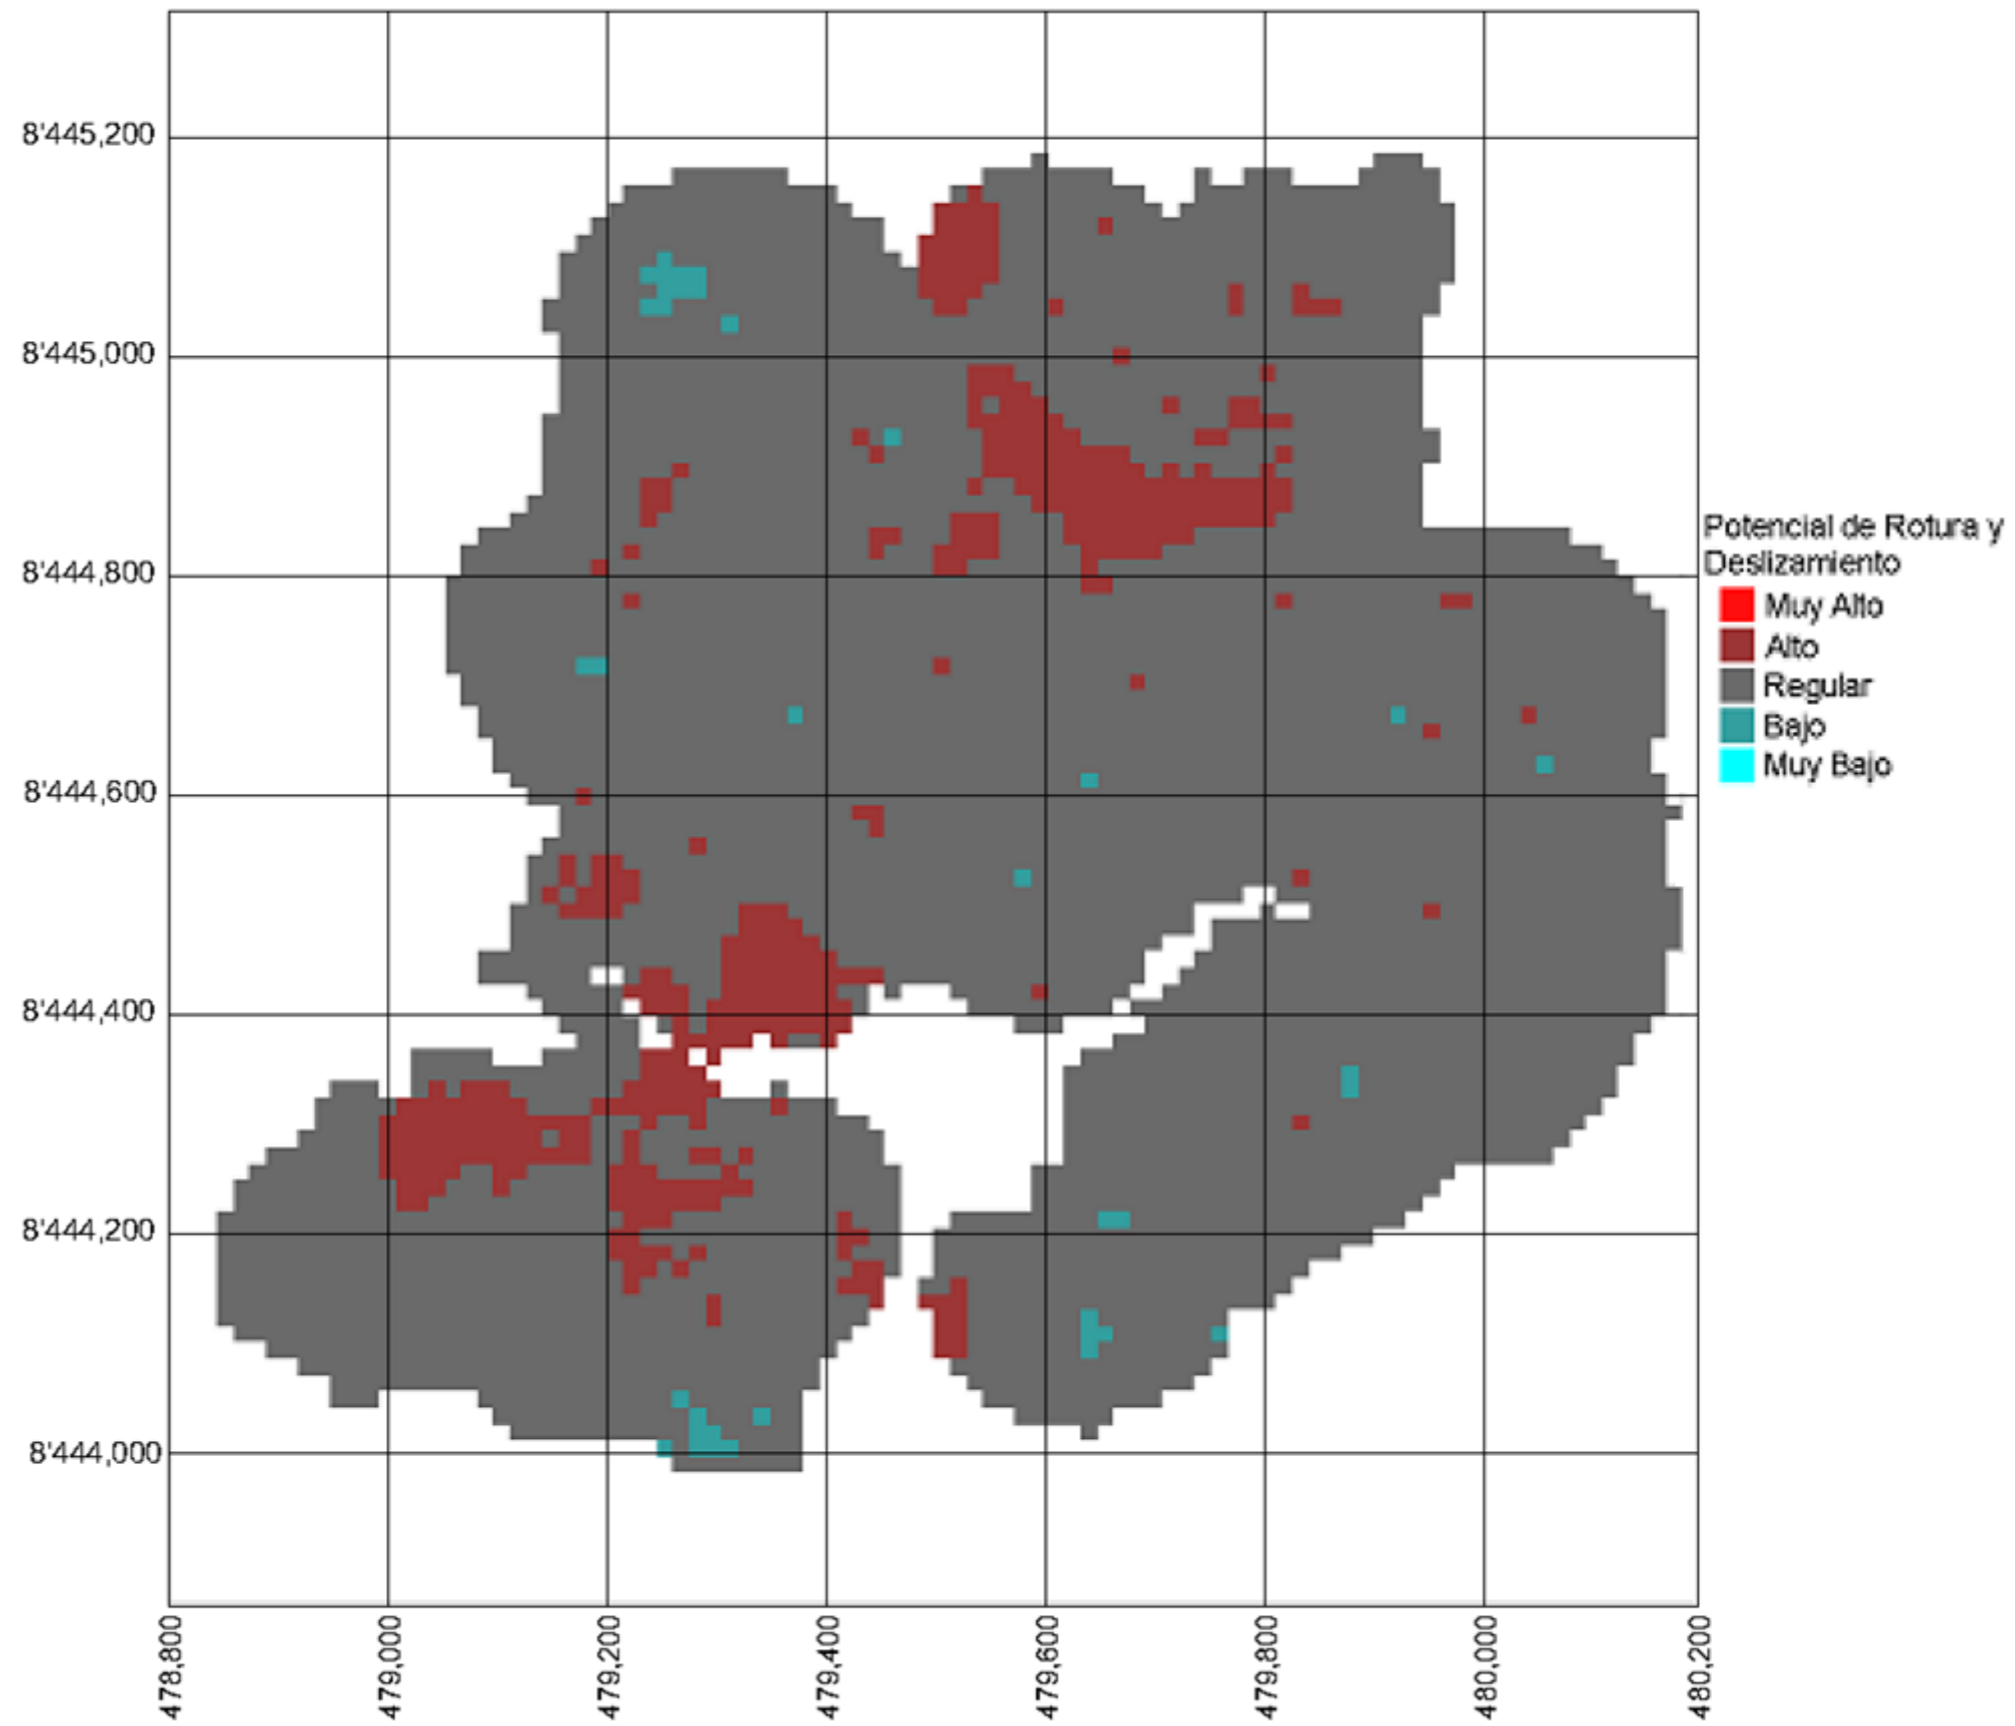 8'445,200
8'445,000
8'444,800
8'444,600
8'444,400
8'444,200
8'444,000
478,800
479,000
479,200
479,400
479,600
479,800
480,000
480,200
Potencial de Rotura y
Deslizamiento
Muy Alto
Alto
Regular
Bajo
Muy Bajo